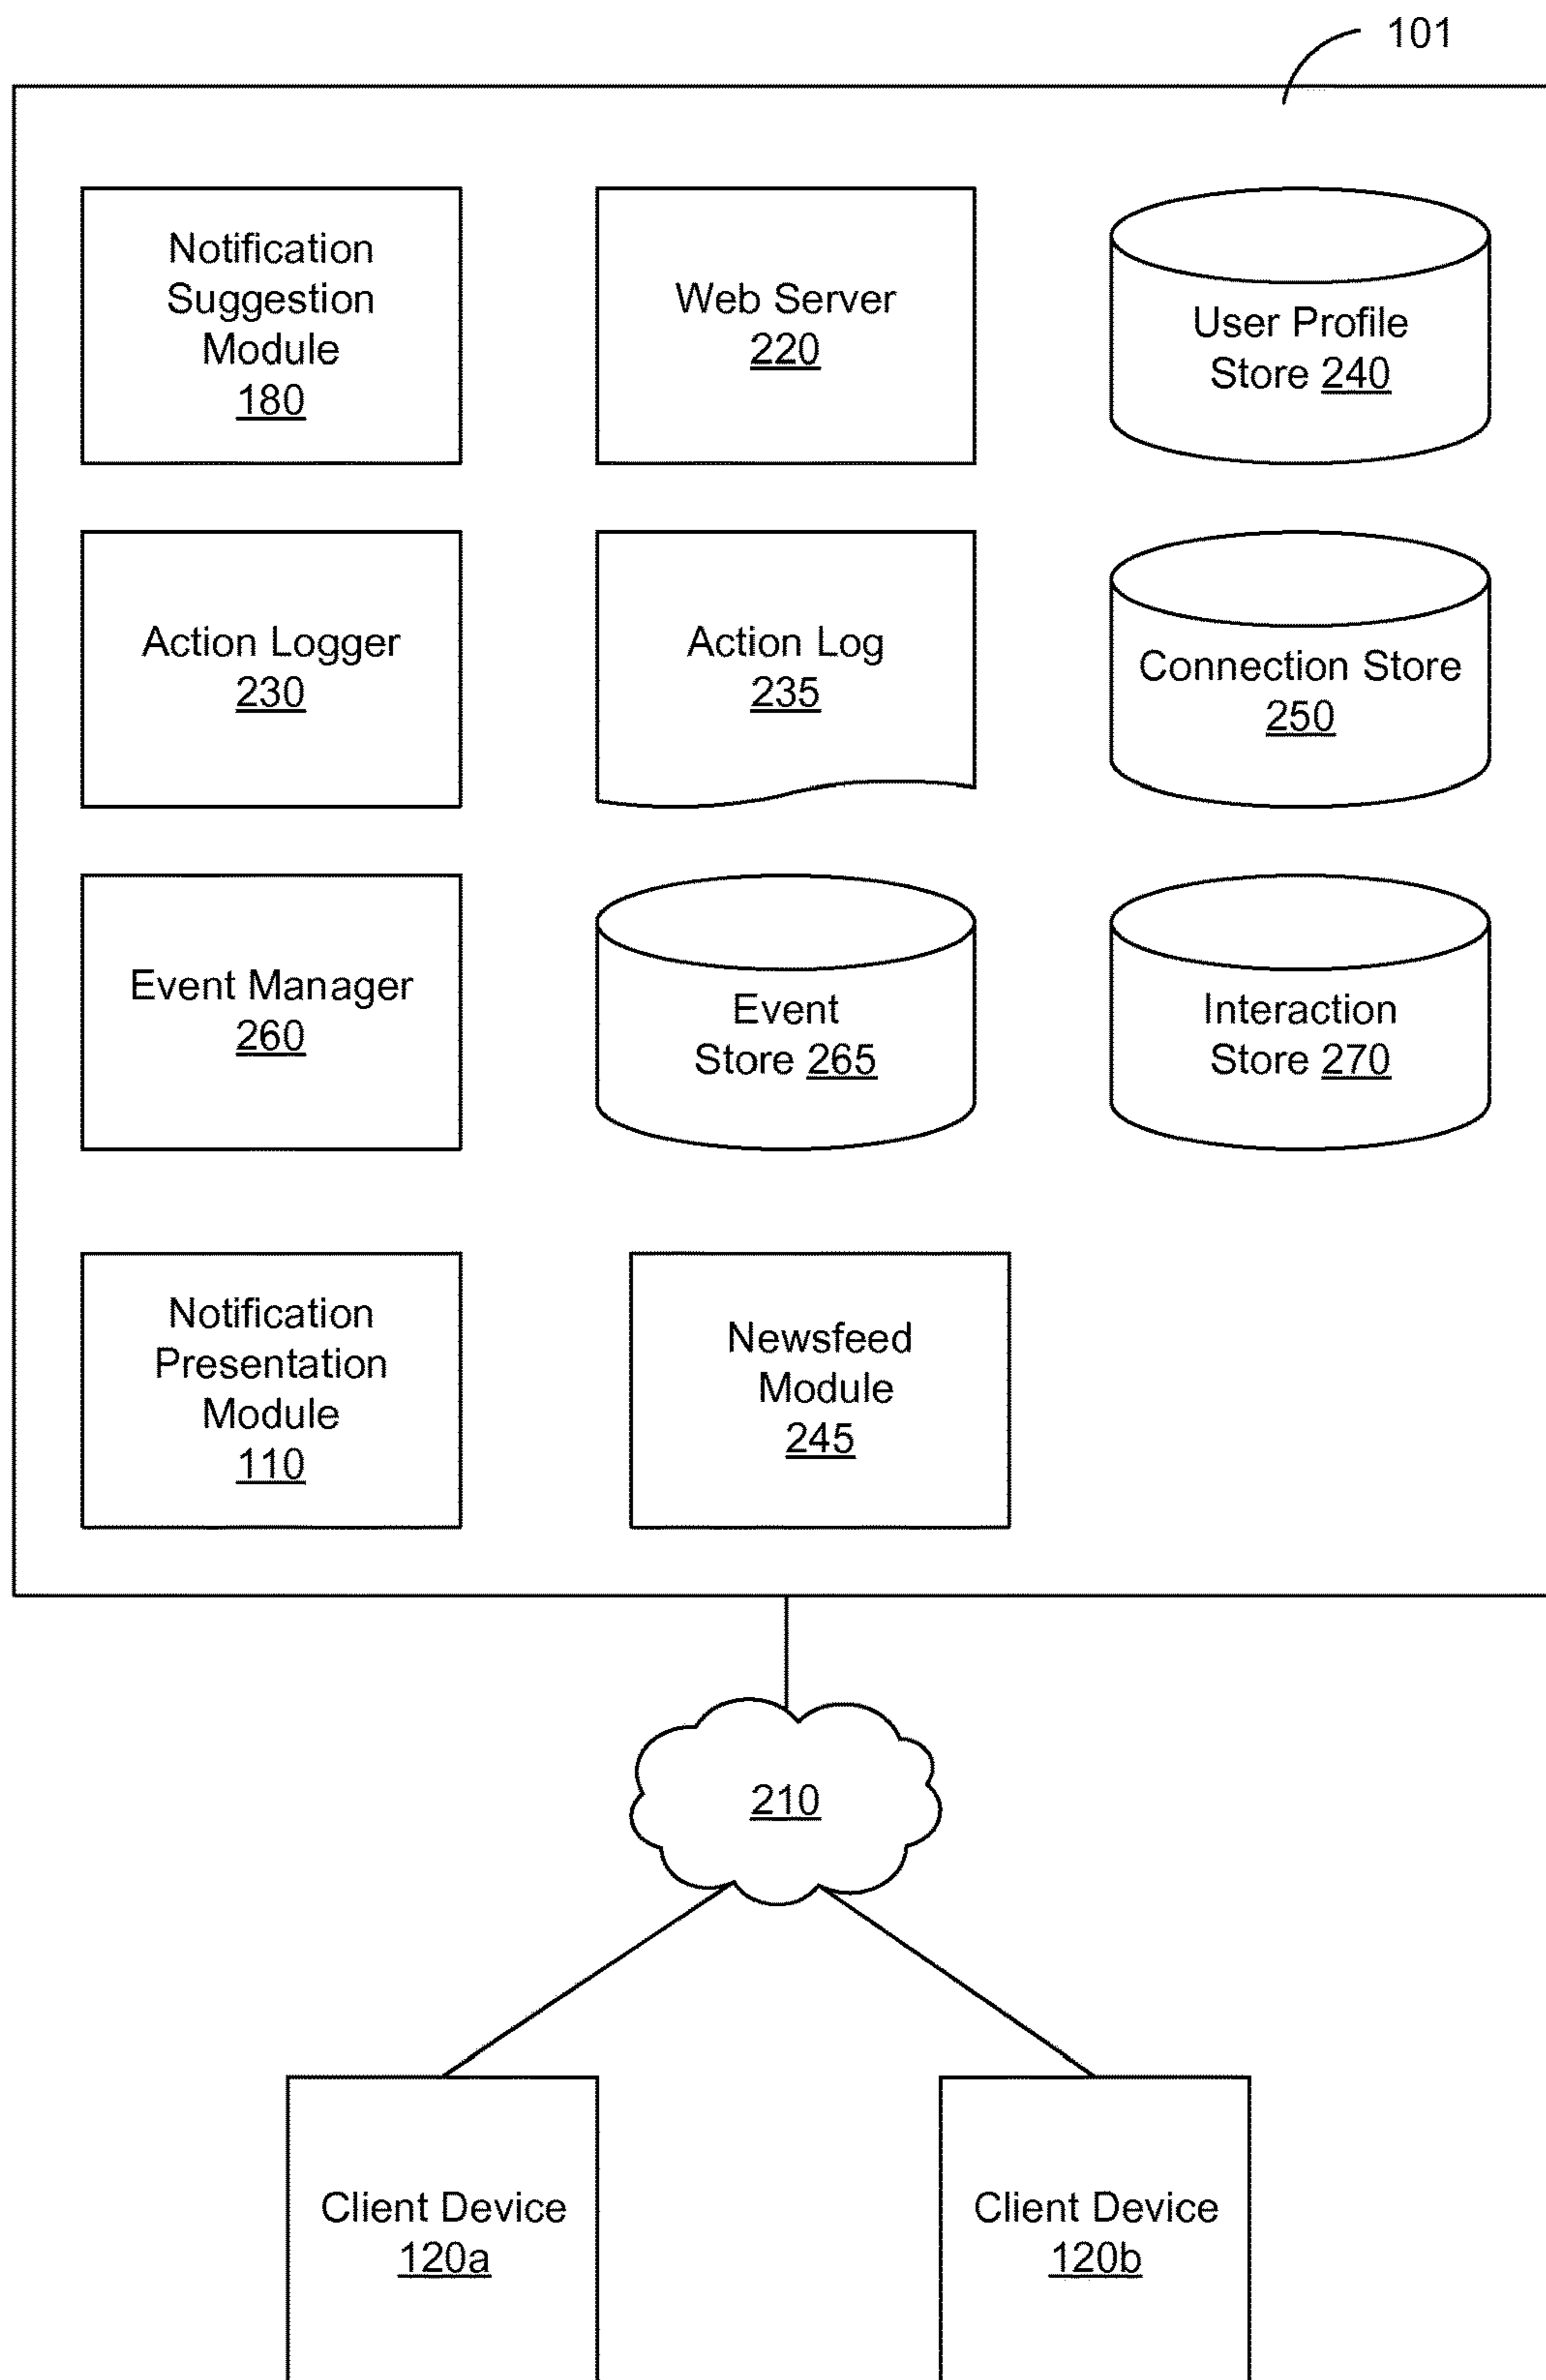 101
Notification
Suggestion
Module
180
Web Server
220
User Profile
Store 240
Action Logger
230
Action Log
235
Connection Store
250
Event Manager
260
Event
Store 265
Interaction
Store 270
Notification
Presentation
Module
110
Newsfeed
Module
245
210
Client Device
120a
Client Device
120b